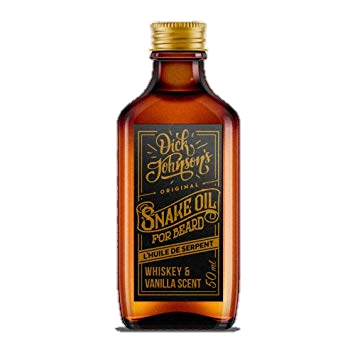 Dick
Johnson's
ORIGINAL
SNAKE OIL
FOR BEARD
L'HUILE DE SERPENT
WHISKEY &
VANILLA SCENT
50 ml